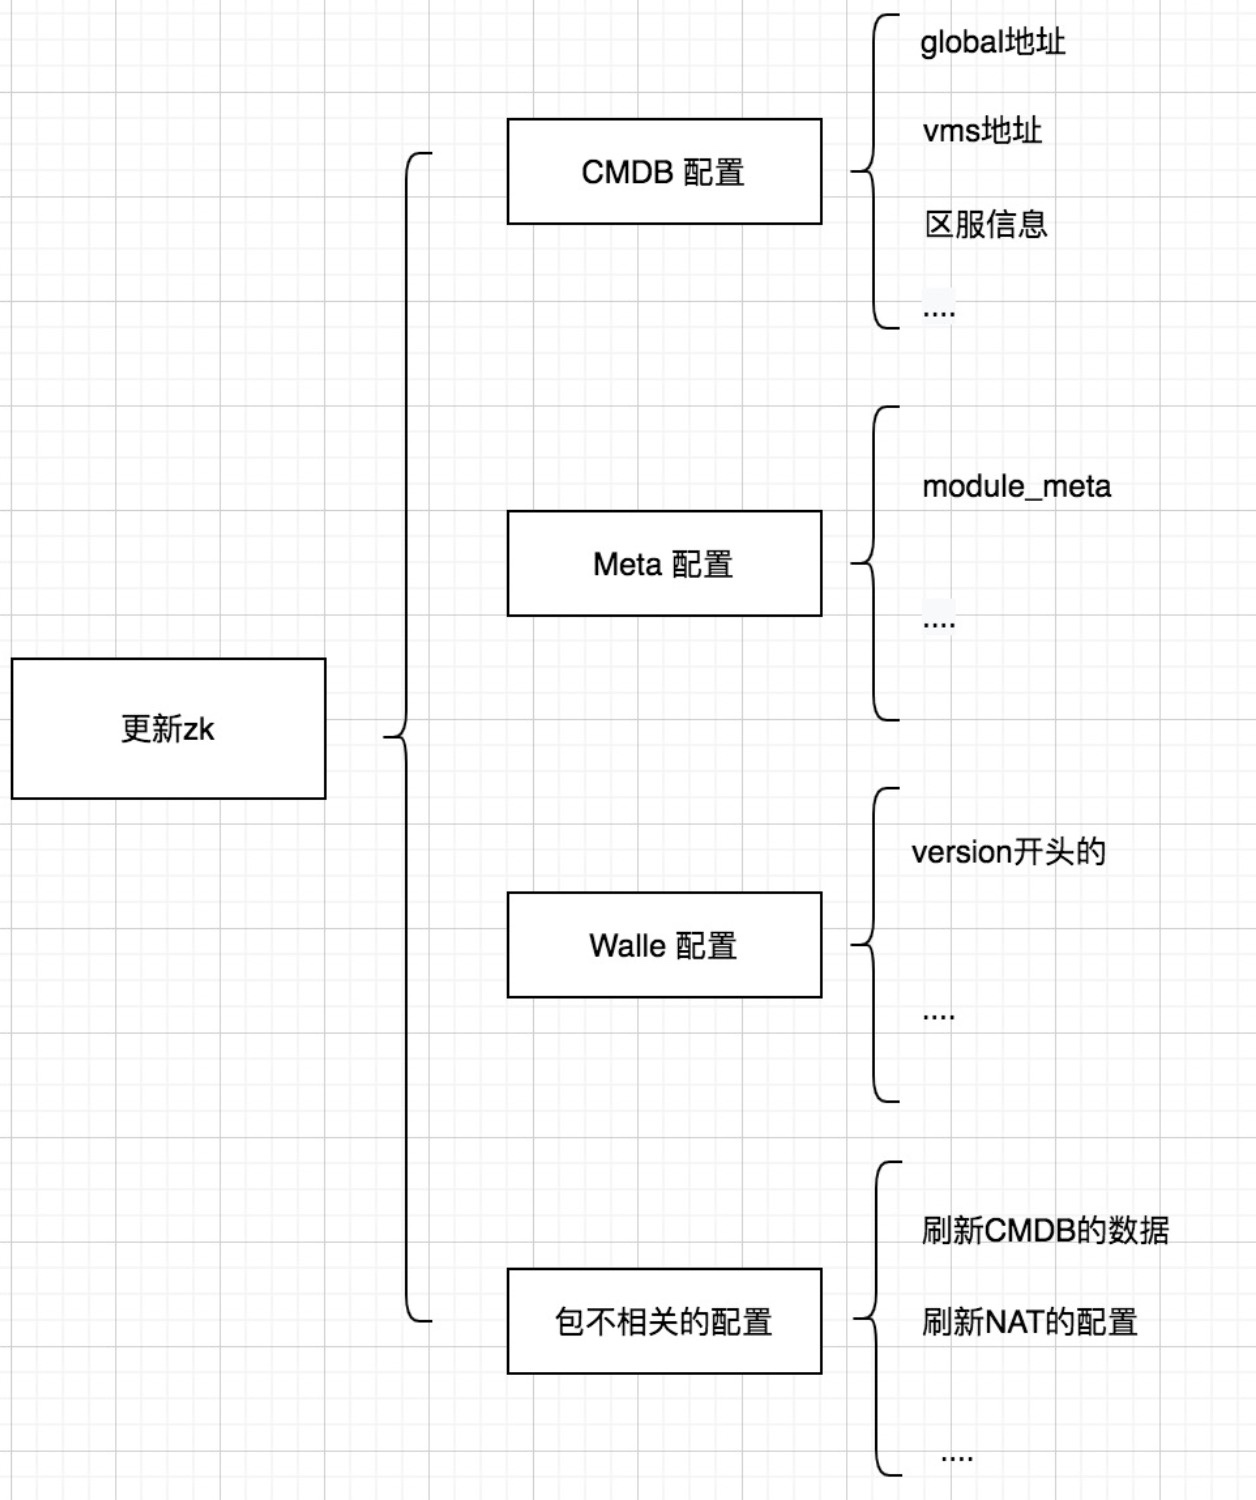 global地址
vms地址
CMDB 配置
区服信息
....
module_meta
Meta 配置
....
更新zk
version开头的
Walle 配置
....
刷新CMDB的数据
包不相关的配置
刷新NAT的配置
....